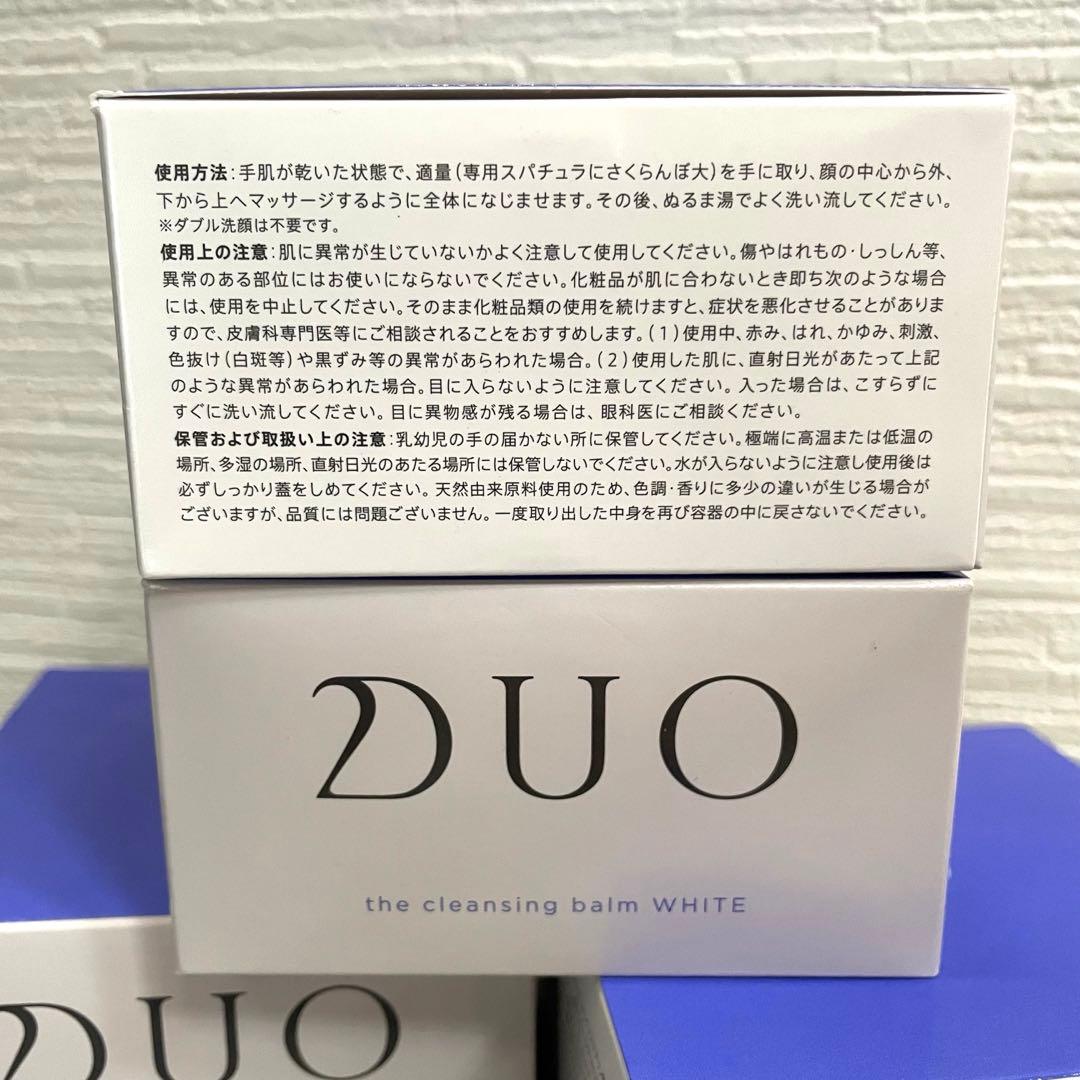 使用方法:手肌が乾いた状態で、適量(専用スパチュラにさくらんぼ大)を手に取り、顔の中心から外、
下から上へマッサージするように全体になじませます。その後、ぬるま湯でよく洗い流してください。
※ダブル洗顔は不要です。
使用上の注意:肌に異常が生じていないかよく注意して使用してください。傷やはれもの・しっしん等、
異常のある部位にはお使いにならないでください。化粧品が肌に合わないとき即ち次のような場合
には、使用を中止してください。そのまま化粧品類の使用を続けますと、症状を悪化させることがありま
すので、皮膚科専門医等にご相談されることをおすすめします。(1)使用中、赤み、はれ、かゆみ、刺激、
色抜け(白斑等)や黒ずみ等の異常があらわれた場合。(2)使用した肌に、直射日光があたって上記
のような異常があらわれた場合。目に入らないように注意してください。入った場合は、こすらずに
すぐに洗い流してください。目に異物感が残る場合は、眼科医にご相談ください。
保管および取扱い上の注意:乳幼児の手の届かない所に保管してください。極端に高温または低温の
場所、多湿の場所、直射日光のあたる場所には保管しないでください。水が入らないように注意し使用後は
必ずしっかり蓋をしめてください。天然由来原料使用のため、色調・香りに多少の違いが生じる場合が
ございますが、品質には問題ございません。一度取り出した中身を再び容器の中に戻さないでください。
DUO
the cleansing balm WHITE
DUO